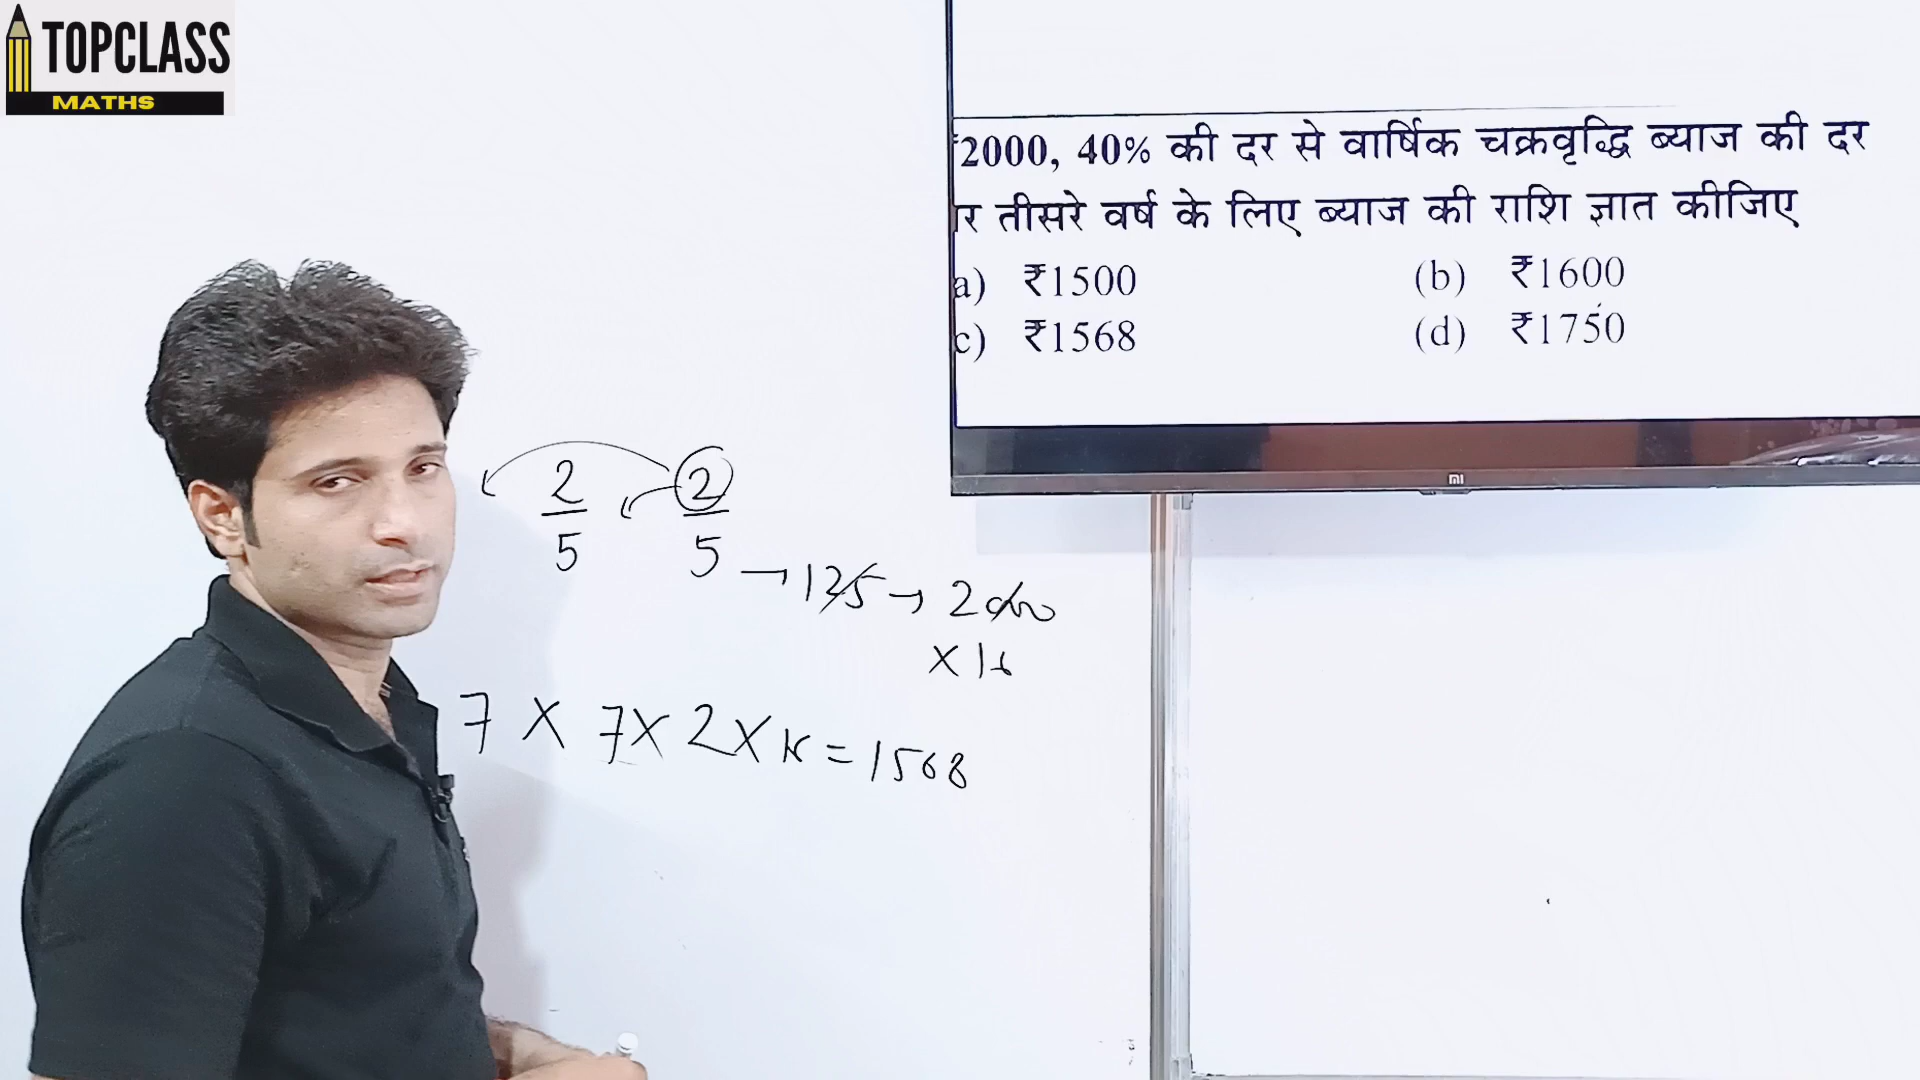 TOPCLASS
MATHS
2000, 40% की दर से वार्षिक चक्रवृद्धि ब्याज की दर
र तीसरे वर्ष के लिए ब्याज की राशि ज्ञात कीजिए
a) ₹1500 (b) ₹1600
c) ₹1568 (d) ₹1750
mi
2 2
5 5 → 125 → 2000
× 16
7 × 7 × 2 × 16 = 1568